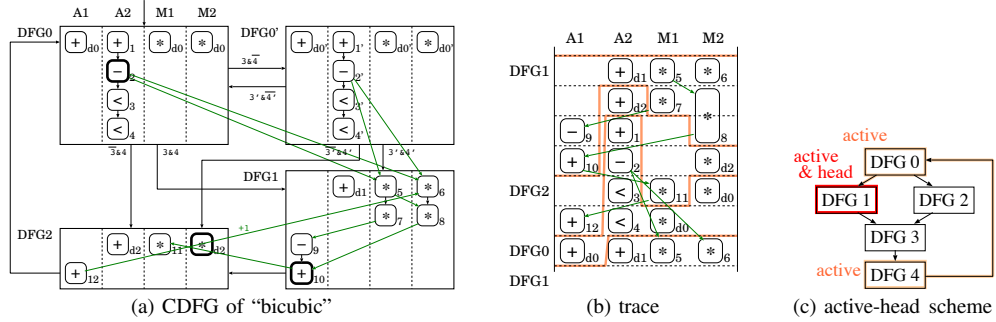 A1 A2 M1 M2
DFG0 DFG0'
+ d0 + 1 * d0 * d0
+ d0' + 1' * d0' * d0'
3&4̅
3'&4̅'
− 2
− 2'
< 3
< 3'
< 4
< 4'
3̅&4 3&4 3̅'&4' 3'&4'
DFG1
+ d1 * 5 * 6
* 7 * 8
DFG2
+ d2 * 11 * d2
+1
− 9
+ 12
+ 10
(a) CDFG of “bicubic”
A1 A2 M1 M2
DFG1
+ d1 * 5 * 6
+ d2 * 7
− 9 + 1 * 8
+ 10 − 2 * d2
DFG2
< 3 * 11 * d0
+ 12 < 4 * d0
DFG0
+ d0 + d1 * 5 * 6
DFG1
(b) trace
active
DFG 0
active
& head
DFG 1 DFG 2
DFG 3
active
DFG 4
(c) active-head scheme